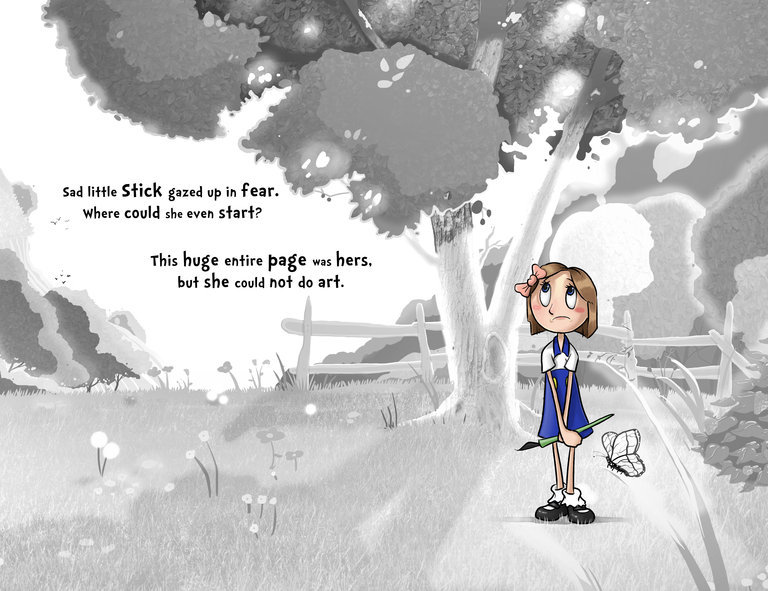 Sad little Stick gazed up in fear.
Where could she even start?
This huge entire page was hers,
but she could not do art.